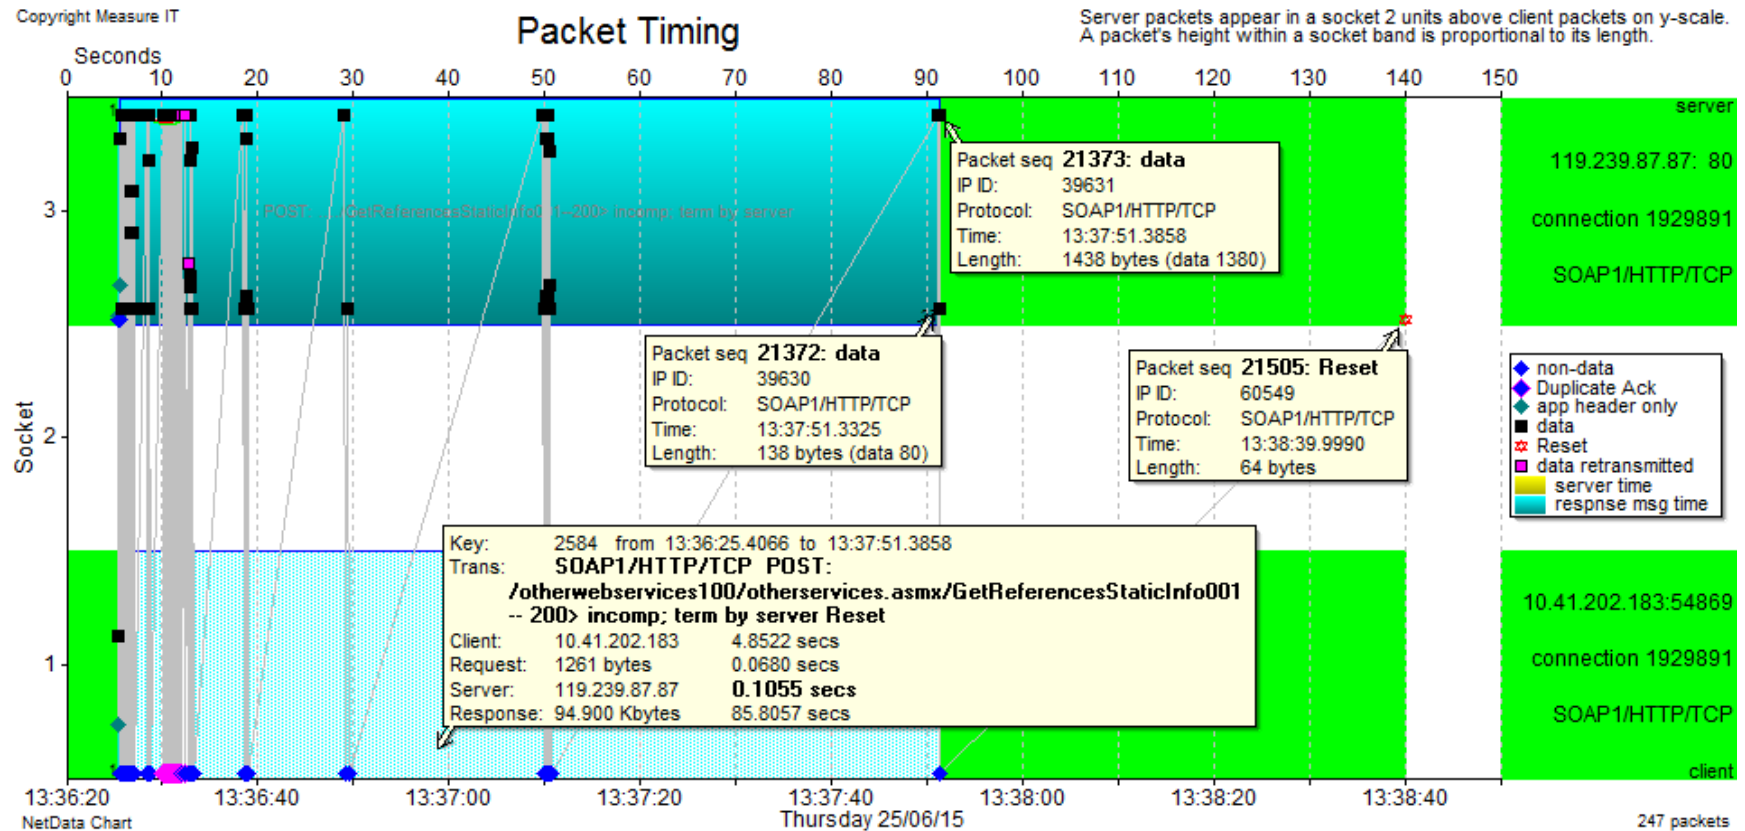 Copyright Measure IT
Packet Timing
Server packets appear in a socket 2 units above client packets on y-scale.
A packet's height within a socket band is proportional to its length.
Seconds
0 10 20 30 40 50 60 70 80 90 100 110 120 130 140 150
server
119.239.87.87: 80
connection 1929891
SOAP1/HTTP/TCP
Packet seq 21373: data
IP ID: 39631
Protocol: SOAP1/HTTP/TCP
Time: 13:37:51.3858
Length: 1438 bytes (data 1380)
3
POST: .../GetReferencesStaticInfo001--200> incomp; term by server
Packet seq 21372: data
IP ID: 39630
Protocol: SOAP1/HTTP/TCP
Time: 13:37:51.3325
Length: 138 bytes (data 80)
Packet seq 21505: Reset
IP ID: 60549
Protocol: SOAP1/HTTP/TCP
Time: 13:38:39.9990
Length: 64 bytes
non-data
Duplicate Ack
app header only
data
Reset
data retransmitted
server time
respnse msg time
Socket
2
Key: 2584 from 13:36:25.4066 to 13:37:51.3858
Trans: SOAP1/HTTP/TCP POST:
/otherwebservices100/otherservices.asmx/GetReferencesStaticInfo001
-- 200> incomp; term by server Reset
Client: 10.41.202.183 4.8522 secs
Request: 1261 bytes 0.0680 secs
Server: 119.239.87.87 0.1055 secs
Response: 94.900 Kbytes 85.8057 secs
1
10.41.202.183:54869
connection 1929891
SOAP1/HTTP/TCP
client
13:36:20 13:36:40 13:37:00 13:37:20 13:37:40 13:38:00 13:38:20 13:38:40
Thursday 25/06/15
NetData Chart
247 packets